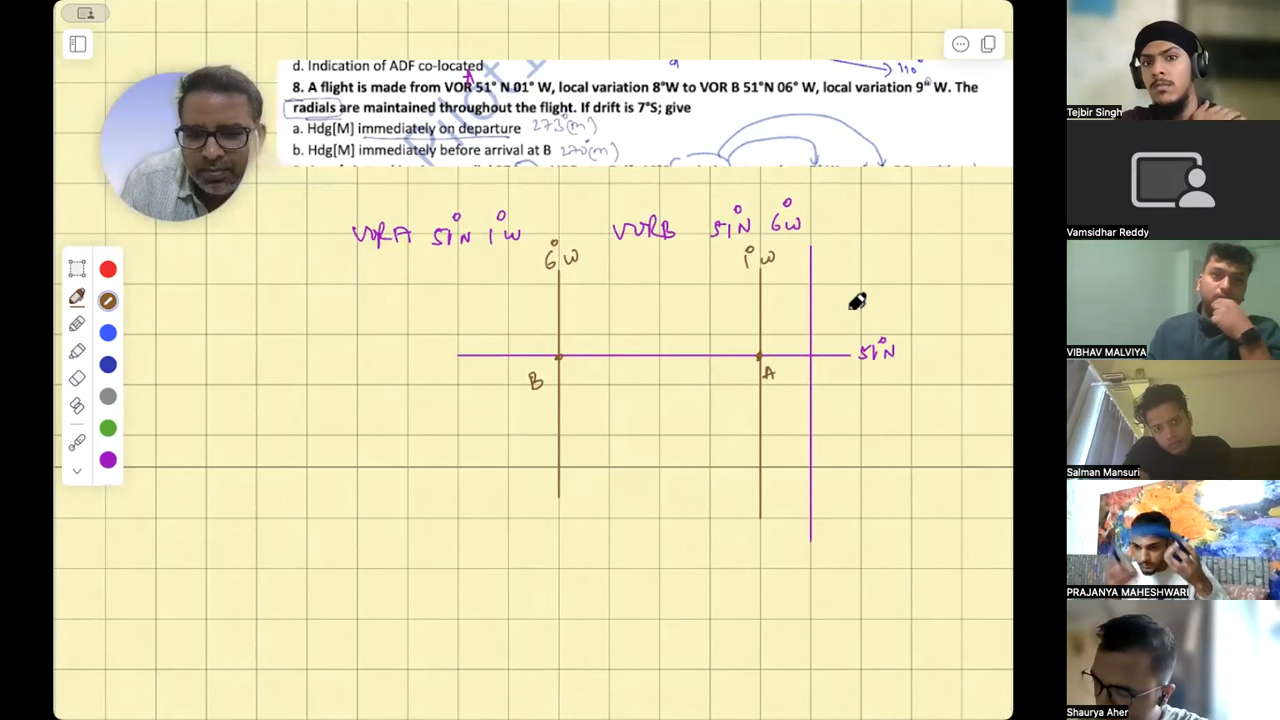 d. Indication of ADF co-located
110°
8. A flight is made from VOR 51° N 01° W, local variation 8°W to VOR B 51°N 06° W, local variation 9° W. The
radials are maintained throughout the flight. If drift is 7°S; give
a. Hdg[M] immediately on departure 273°(m)
b. Hdg[M] immediately before arrival at B 270°(m)
VOR A 51°N 1°W VOR B 51°N 6°W
6°W 1°W
51°N
B A
Tejbir Singh
Vamsidhar Reddy
VIBHAV MALVIYA
Salman Mansuri
PRAJANYA MAHESHWARI
Shaurya Aher